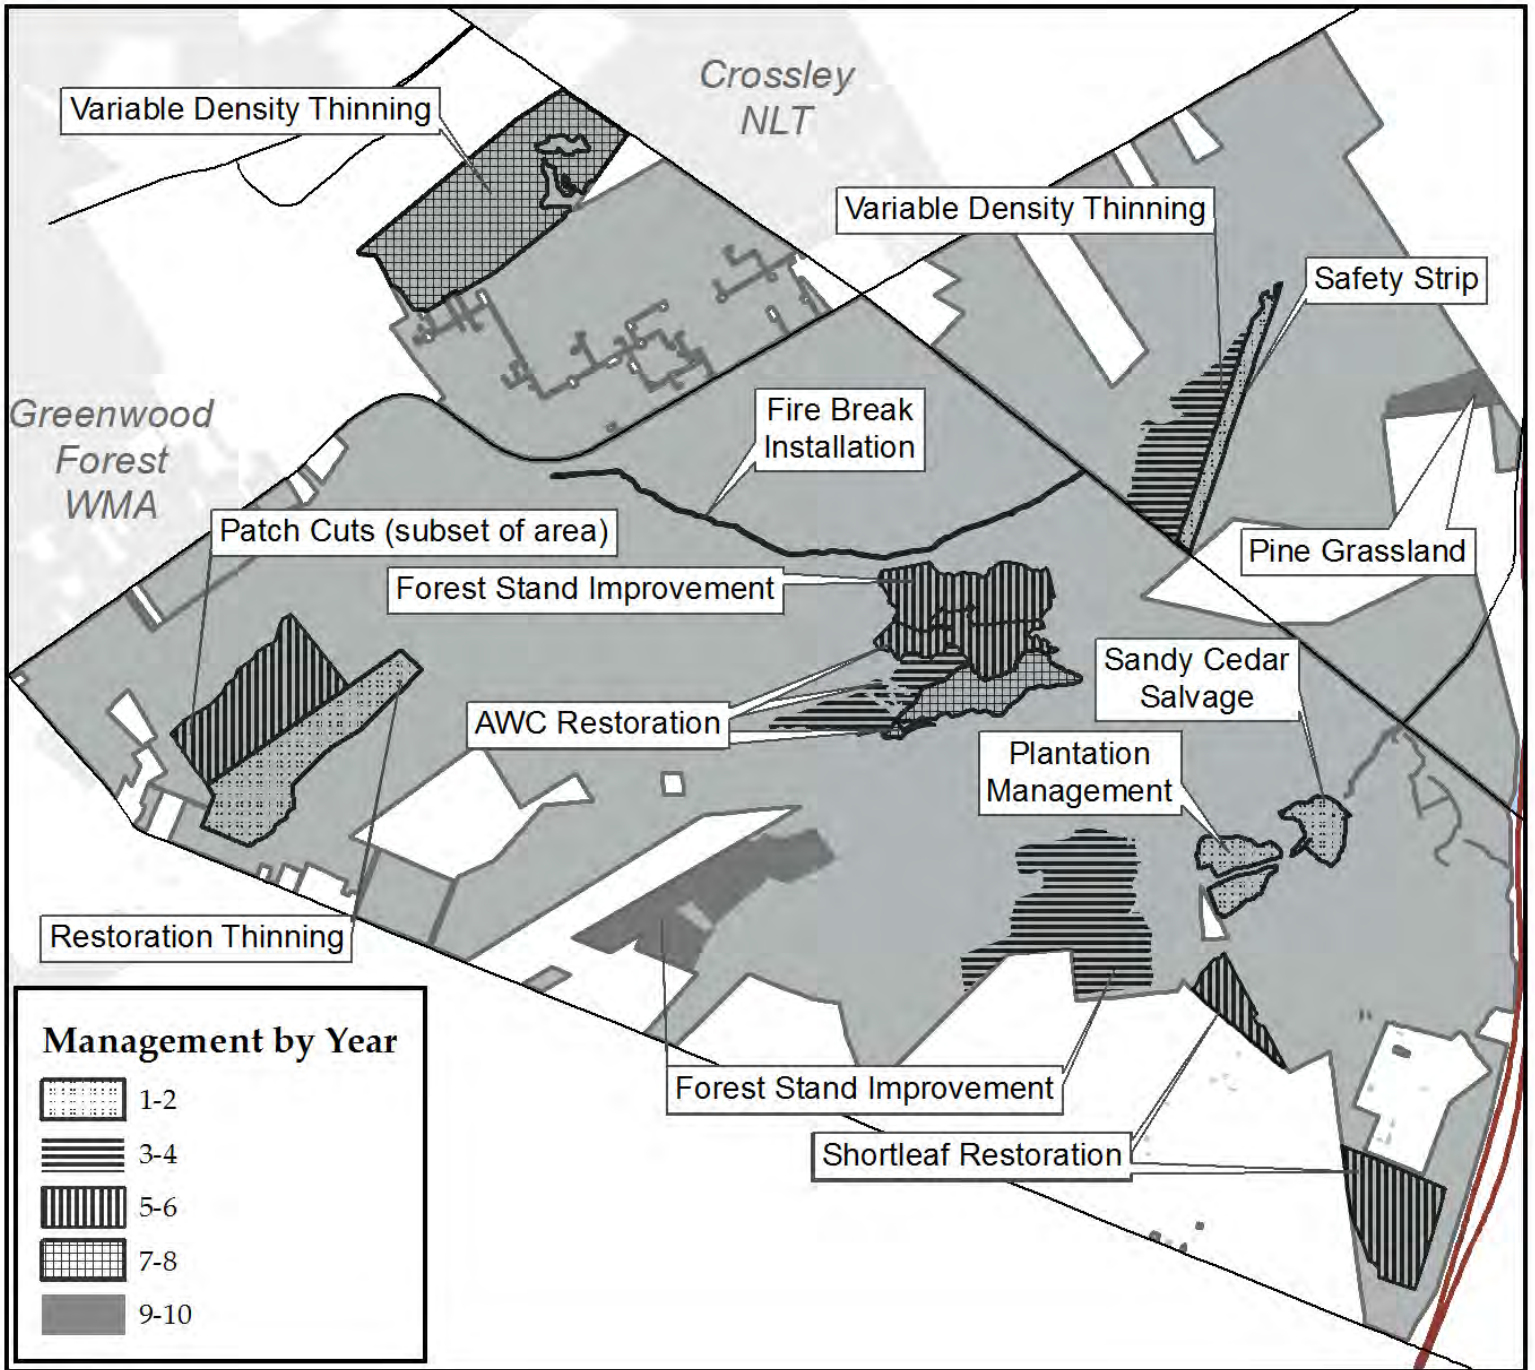 Crossley
NLT
Variable Density Thinning
Variable Density Thinning
Safety Strip
Greenwood
Forest
WMA
Fire Break
Installation
Patch Cuts (subset of area)
Pine Grassland
Forest Stand Improvement
Sandy Cedar
Salvage
AWC Restoration
Plantation
Management
Restoration Thinning
Forest Stand Improvement
Shortleaf Restoration
Management by Year
1-2
3-4
5-6
7-8
9-10